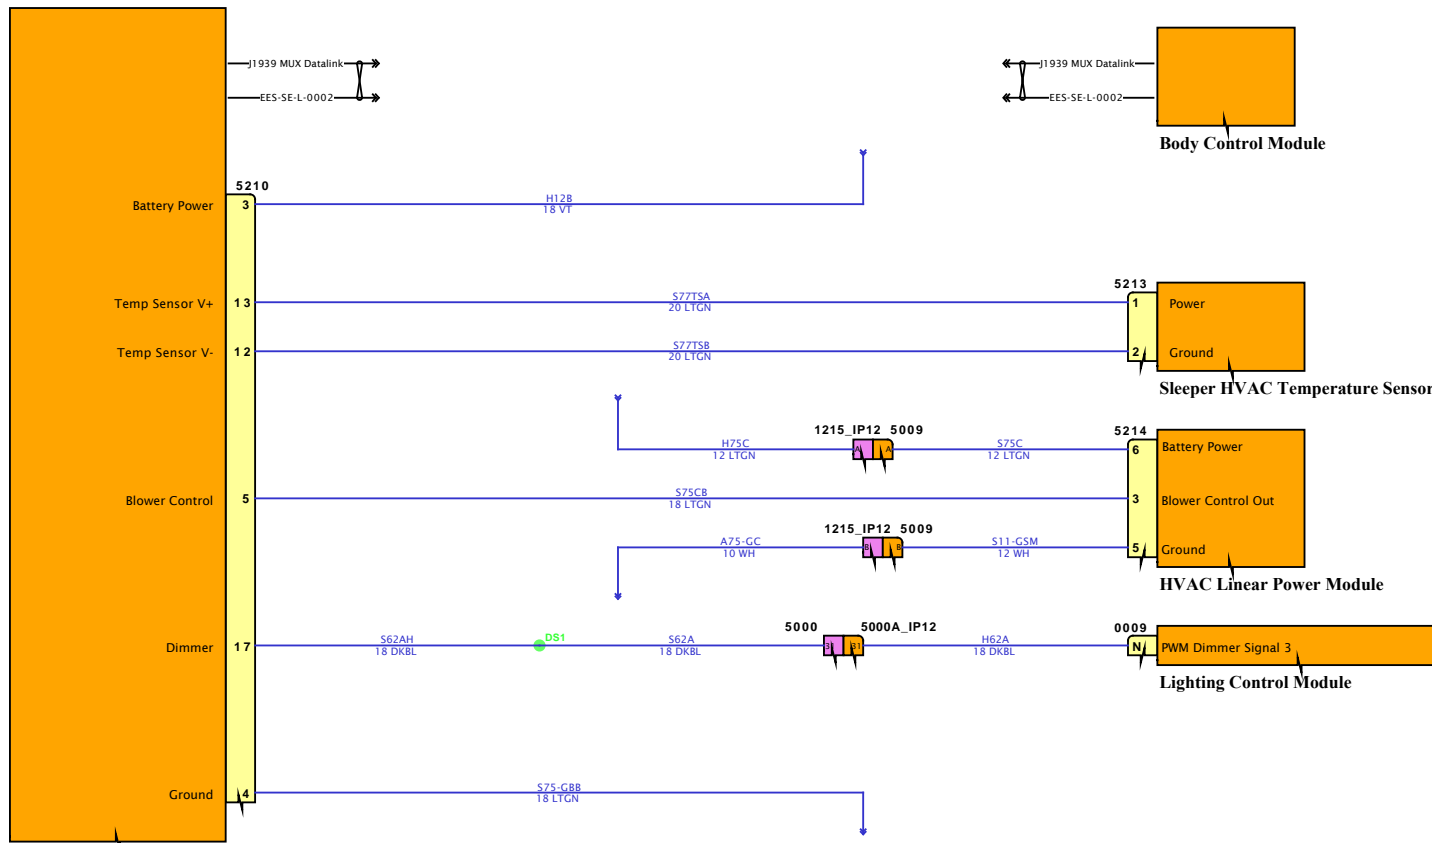 J1939 MUX Datalink
J1939 MUX Datalink
EES-SE-L-0002
EES-SE-L-0002
Body Control Module
5210
Battery Power
3
H12B
18 VT
5213
Temp Sensor V+
13
S77TSA
20 LTGN
1
Power
Temp Sensor V-
12
S77TSB
20 LTGN
2
Ground
Sleeper HVAC Temperature Sensor
1215_IP12 5009
5214
H75C
12 LTGN
A
A
S75C
12 LTGN
6
Battery Power
Blower Control
5
S75CB
18 LTGN
3
Blower Control Out
1215_IP12 5009
A75-GC
10 WH
B
B
S11-GSM
12 WH
5
Ground
HVAC Linear Power Module
5000
5000A_IP12
0009
Dimmer
17
S62AH
18 DKBL
DS1
S62A
18 DKBL
31
31
H62A
18 DKBL
N
PWM Dimmer Signal 3
Lighting Control Module
Ground
4
S75-GBB
18 LTGN